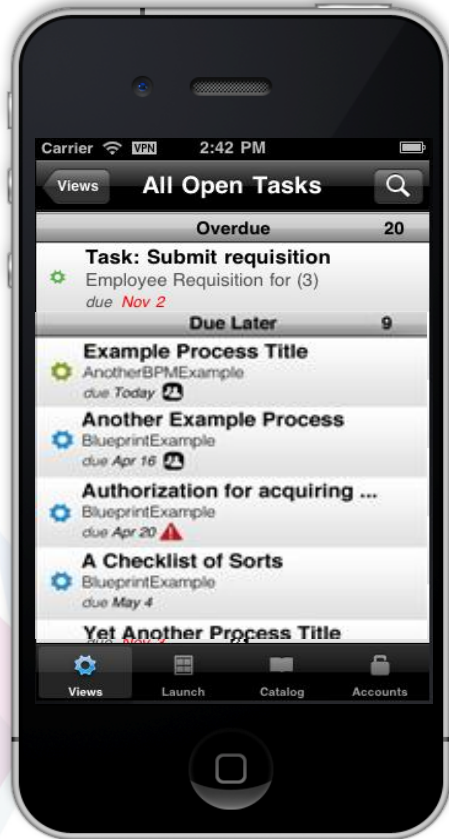 Carrier VPN 2:42 PM
Views All Open Tasks
Overdue 20
Task: Submit requisition
Employee Requisition for (3)
due Nov 2
Due Later 9
Example Process Title
AnotherBPMExample
due Today
Another Example Process
BlueprintExample
due Apr 16
Authorization for acquiring ...
BlueprintExample
due Apr 20
A Checklist of Sorts
BlueprintExample
due May 4
Yet Another Process Title
Views Launch Catalog Accounts